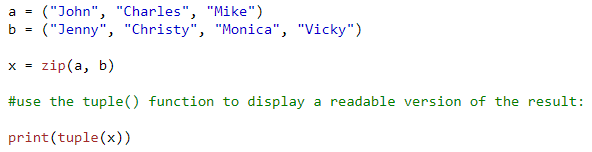 a = ("John", "Charles", "Mike")
b = ("Jenny", "Christy", "Monica", "Vicky")
x = zip(a, b)
#use the tuple() function to display a readable version of the result:
print(tuple(x))